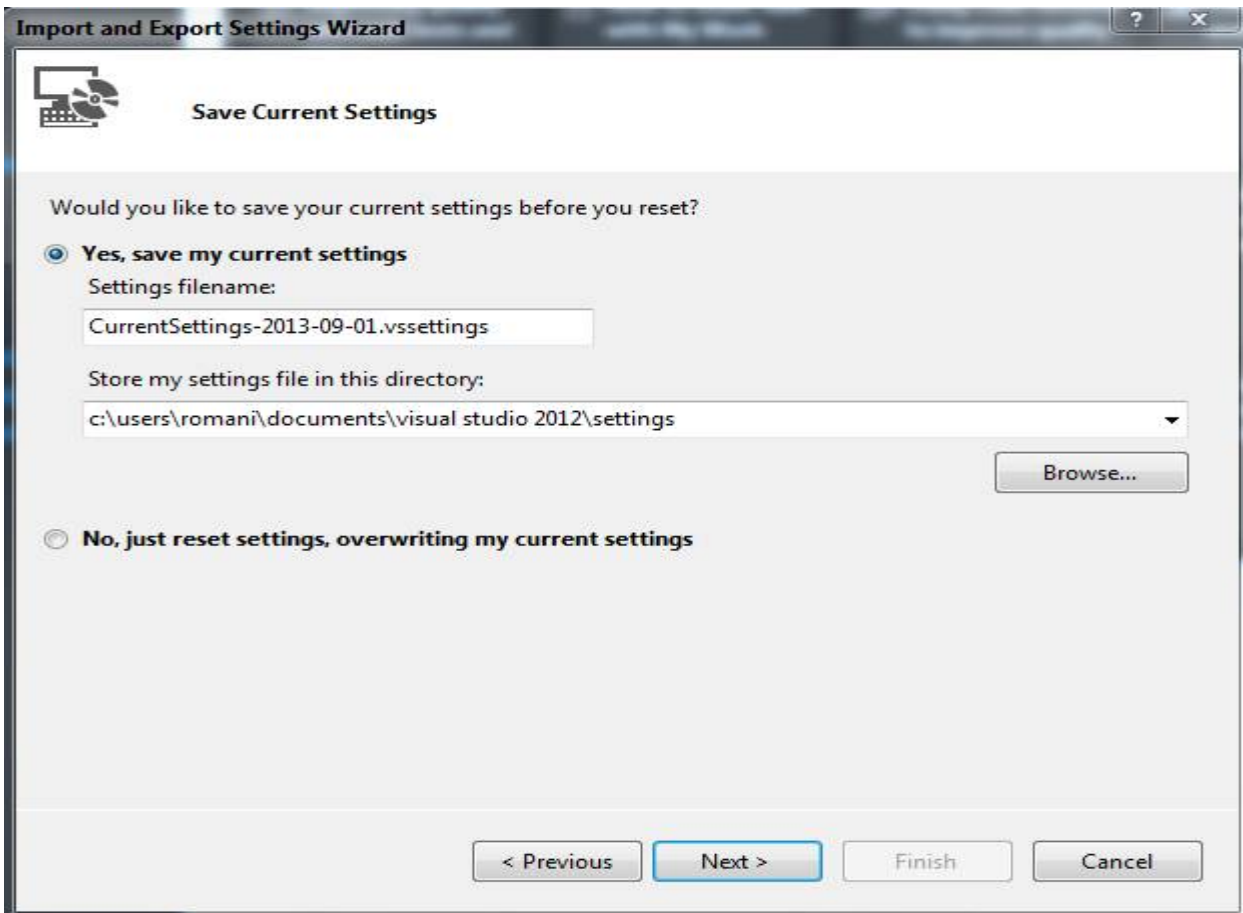 Import and Export Settings Wizard
?
Save Current Settings
Would you like to save your current settings before you reset?
Yes, save my current settings
Settings filename:
CurrentSettings-2013-09-01.vssettings
Store my settings file in this directory:
c:\users\romani\documents\visual studio 2012\settings
Browse...
No, just reset settings, overwriting my current settings
< Previous Next > Finish Cancel